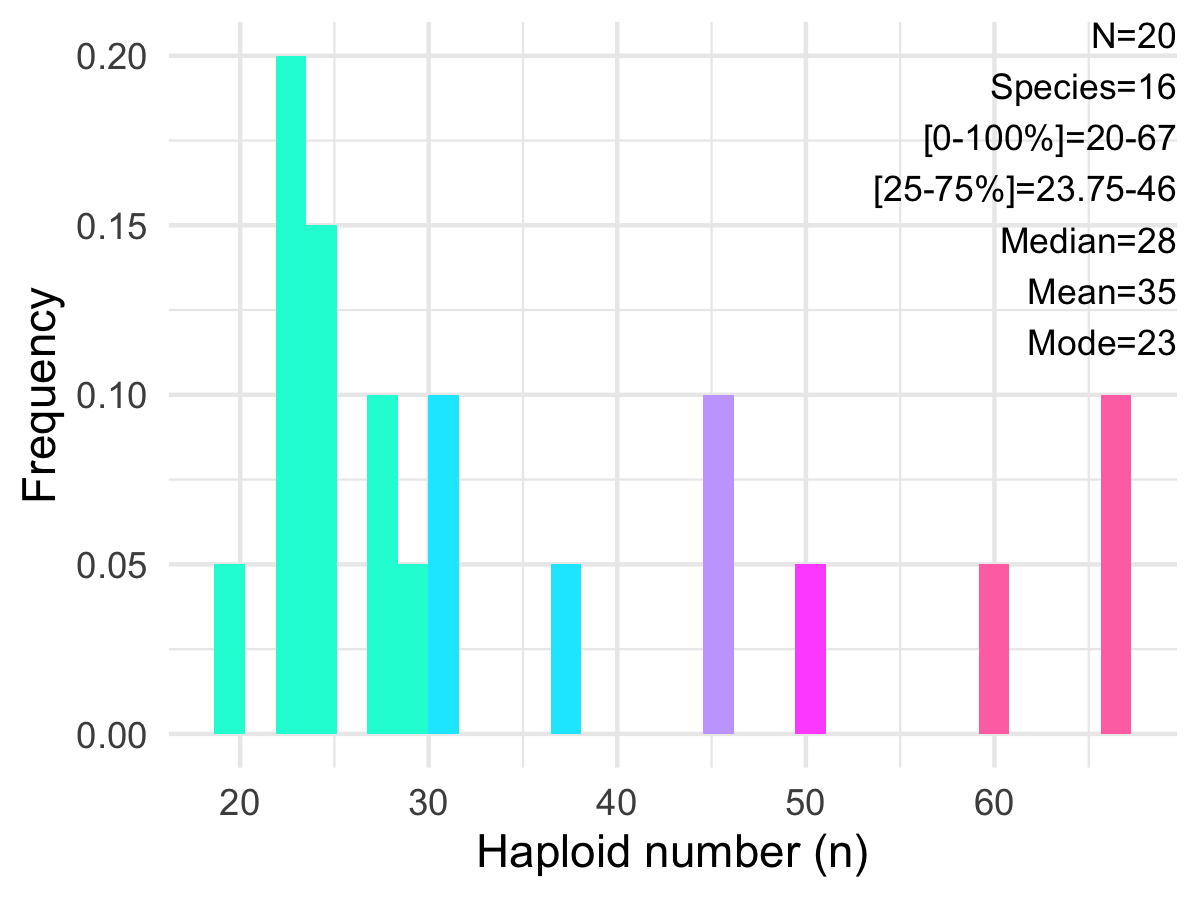 N=20
Species=16
[0-100%]=20-67
[25-75%]=23.75-46
Median=28
Mean=35
Mode=23
0.20
0.15
0.10
0.05
0.00
Frequency
20 30 40 50 60
Haploid number (n)